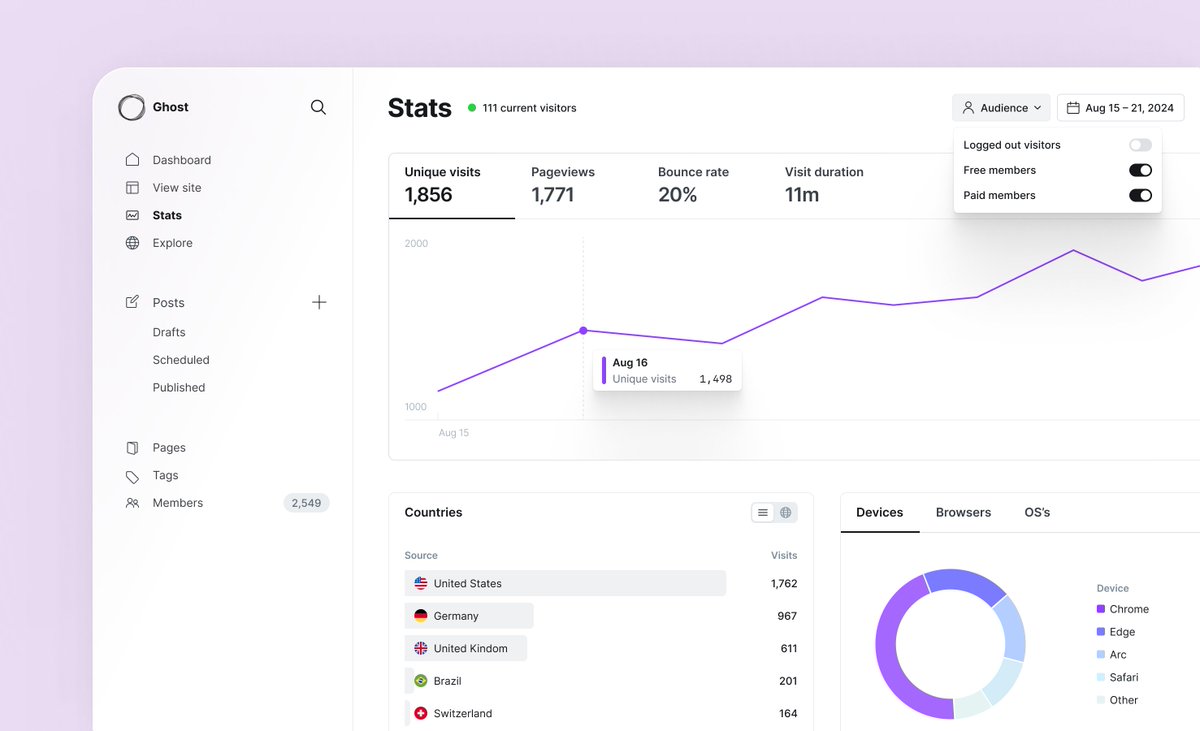 Ghost
Dashboard
View site
Stats
Explore
Posts
Drafts
Scheduled
Published
Pages
Tags
Members 2,549
Stats 111 current visitors
Audience
Aug 15 – 21, 2024
Logged out visitors
Free members
Paid members
Unique visits
1,856
Pageviews
1,771
Bounce rate
20%
Visit duration
11m
2000
Aug 16
Unique visits 1,498
1000
Aug 15
Countries
Source Visits
United States 1,762
Germany 967
United Kindom 611
Brazil 201
Switzerland 164
Devices Browsers OS's
Device
Chrome
Edge
Arc
Safari
Other